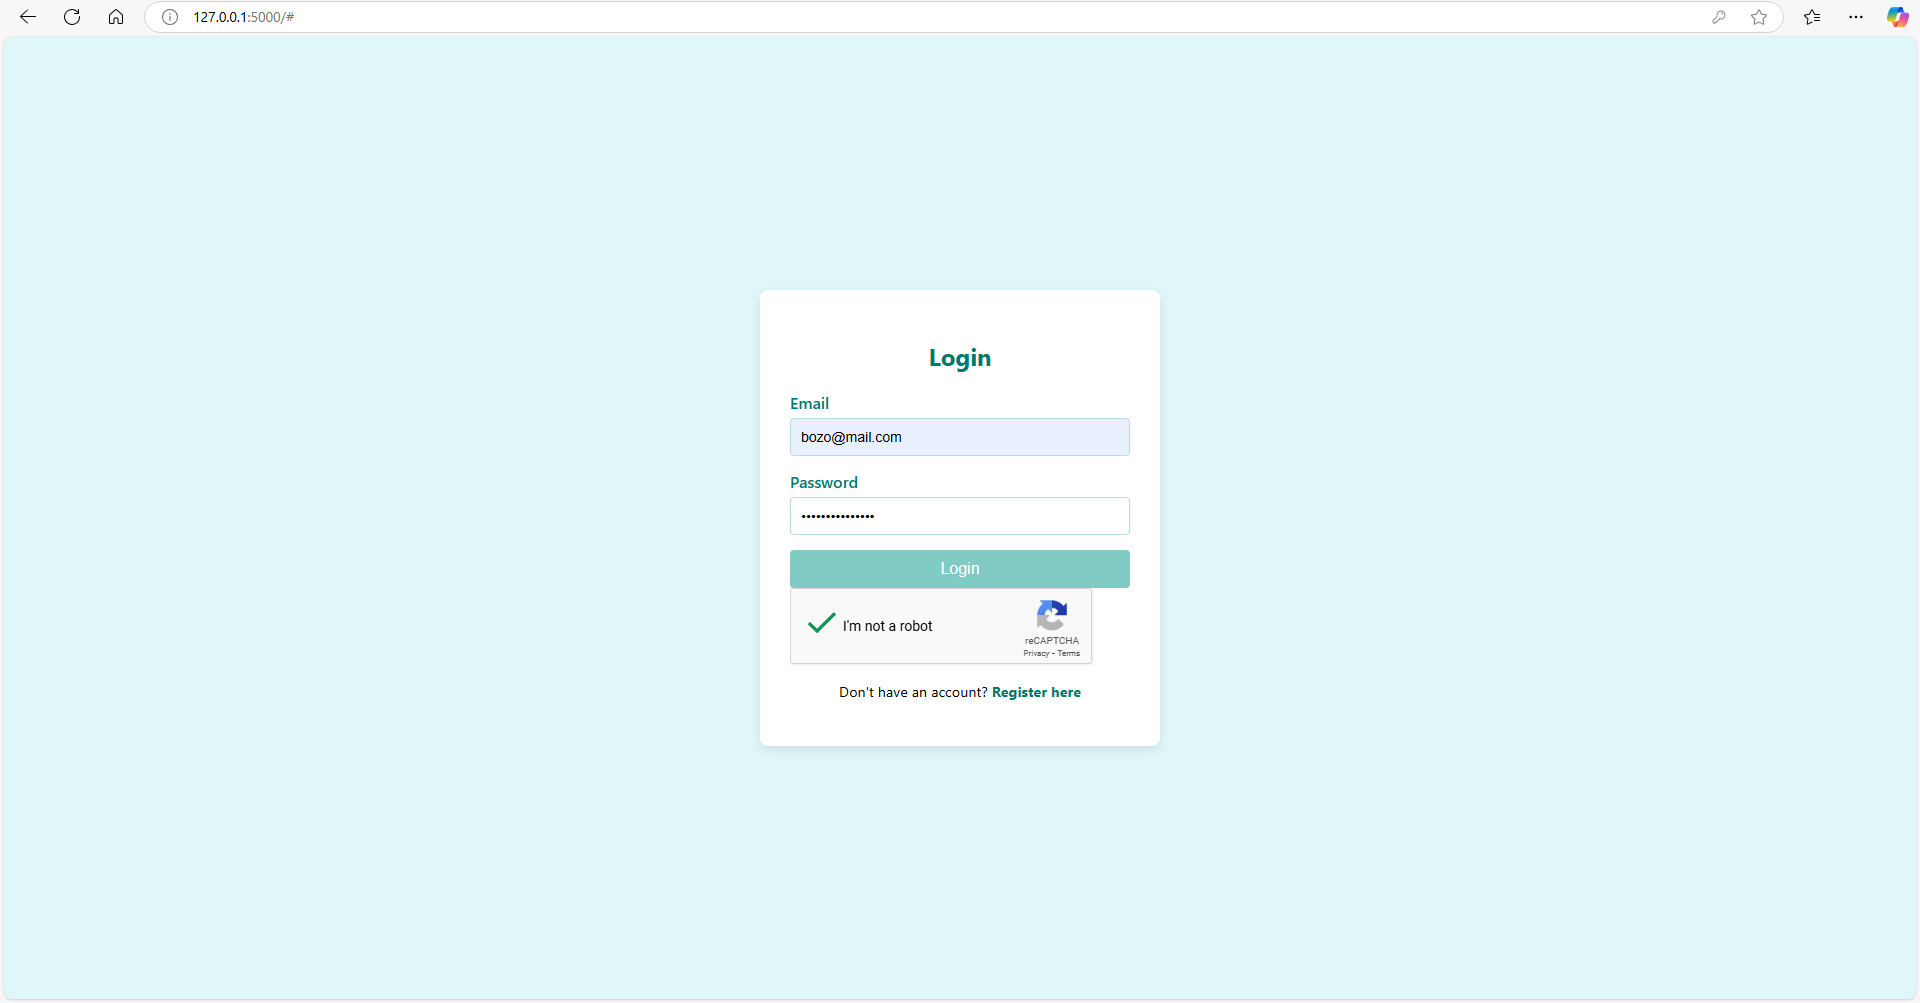 127.0.0.1:5000/#
Login
Email
bozo@mail.com
Password
•••••••••••••••
Login
I'm not a robot
reCAPTCHA
Privacy - Terms
Don't have an account? Register here